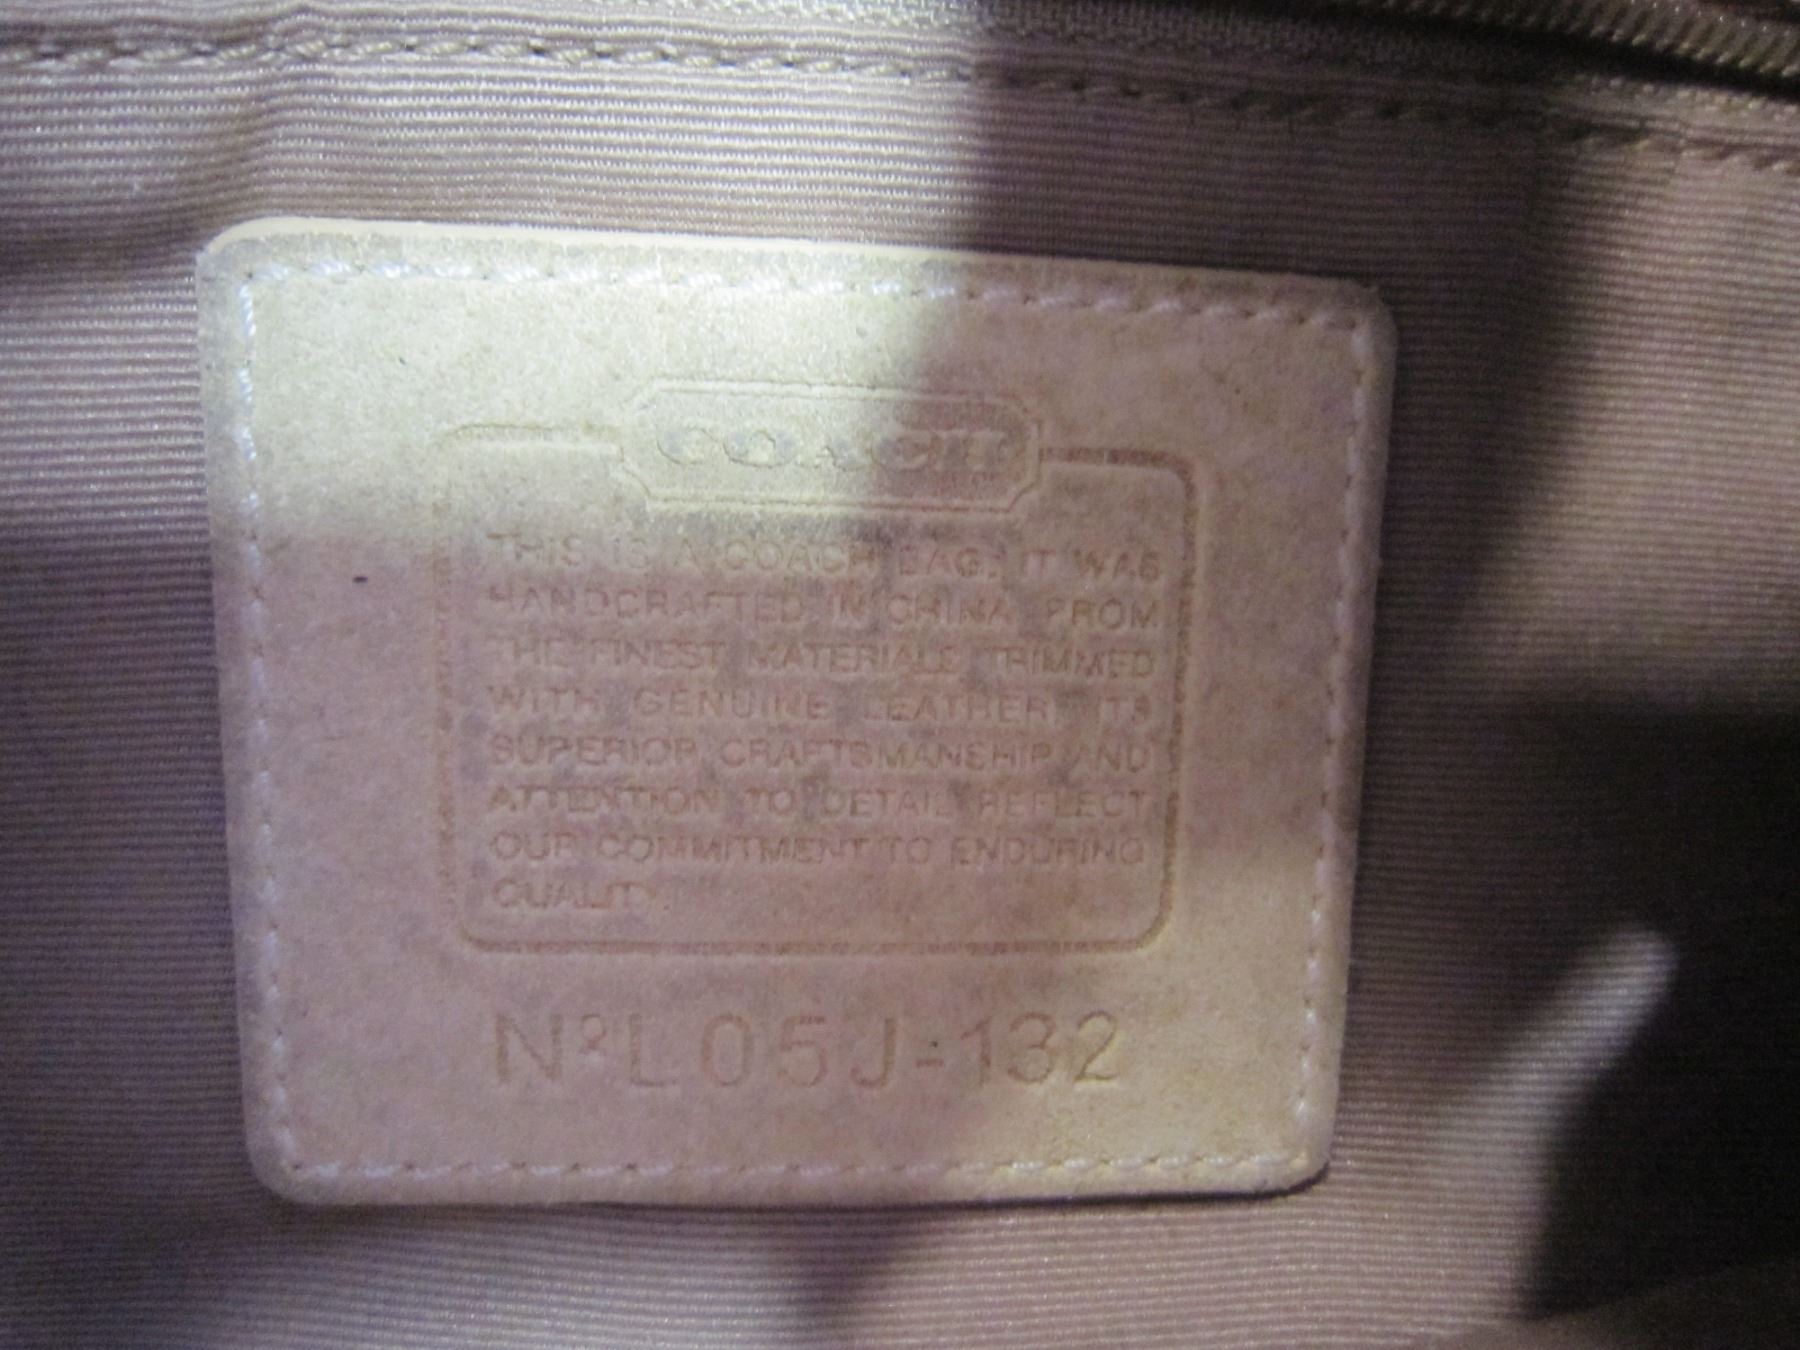 COACH
THIS IS A COACH BAG. IT WAS
HANDCRAFTED IN CHINA FROM
THE FINEST MATERIALS TRIMMED
WITH GENUINE LEATHER. ITS
SUPERIOR CRAFTSMANSHIP AND
ATTENTION TO DETAIL REFLECT
OUR COMMITMENT TO ENDURING
QUALITY.
Nº L05J-132